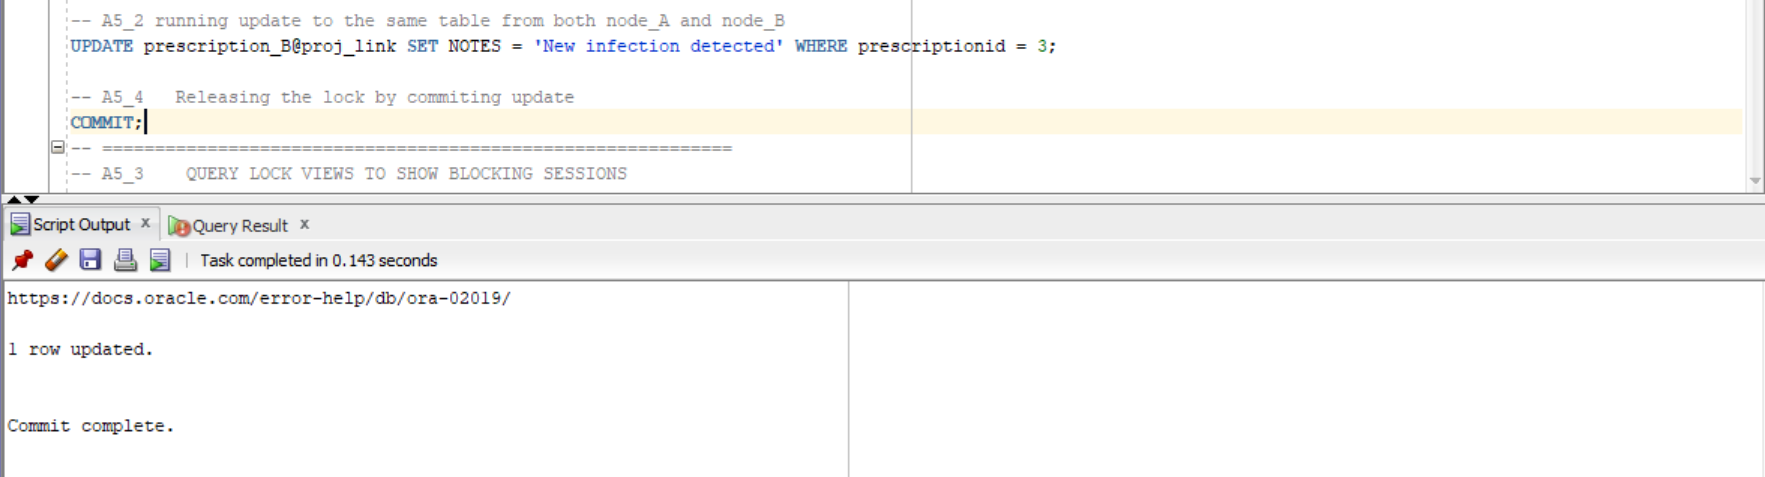 -- A5_2 running update to the same table from both node_A and node_B
UPDATE prescription_B@proj_link SET NOTES = 'New infection detected' WHERE prescriptionid = 3;
-- A5_4   Releasing the lock by commiting update
COMMIT;
-- ============================================================
-- A5_3    QUERY LOCK VIEWS TO SHOW BLOCKING SESSIONS
Script Output x Query Result x
Task completed in 0.143 seconds
https://docs.oracle.com/error-help/db/ora-02019/
1 row updated.
Commit complete.